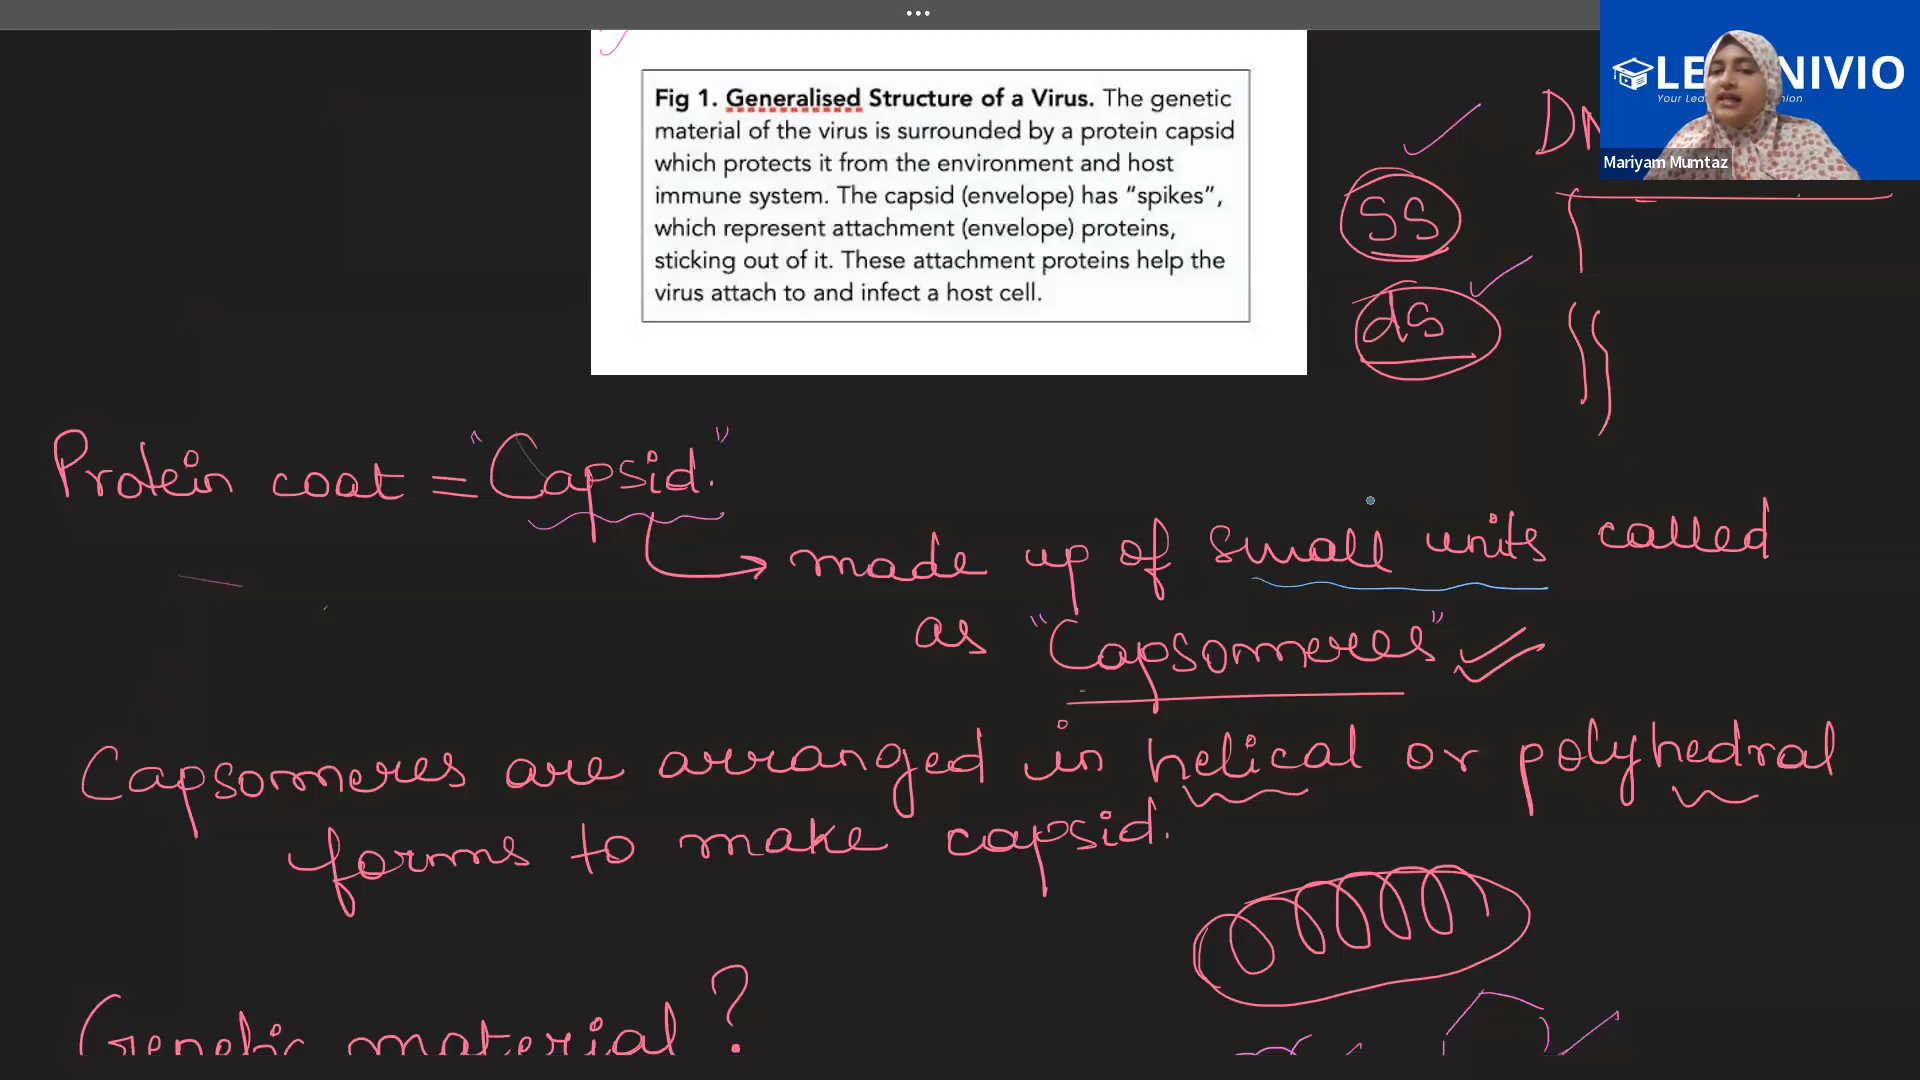 Fig 1. Generalised Structure of a Virus. The genetic
material of the virus is surrounded by a protein capsid
which protects it from the environment and host
immune system. The capsid (envelope) has “spikes”,
which represent attachment (envelope) proteins,
sticking out of it. These attachment proteins help the
virus attach to and infect a host cell.
NIVIO
Mariyam Mumtaz
SS
ds
Protein coat = "Capsid."
made up of small units called
as "Capsomeres"
Capsomeres are arranged in helical or polyhedral
forms to make capsid.
Genetic material?